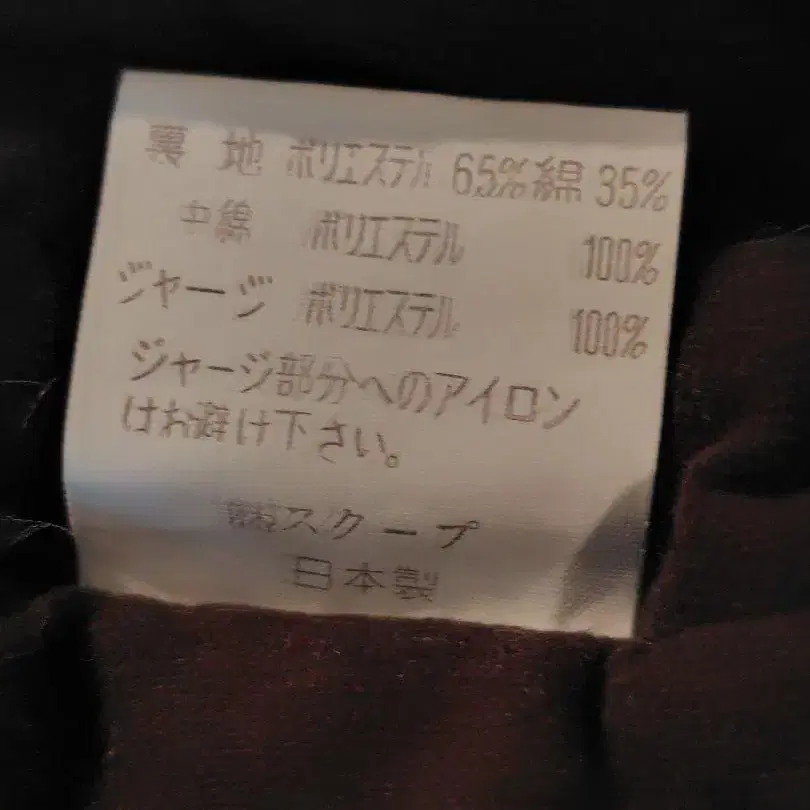 裏地 ポリエステル 65% 綿 35%
中綿 ポリエステル 100%
ジャージ ポリエステル 100%
ジャージ部分へのアイロン
はお避け下さい。
スクープ
日本製